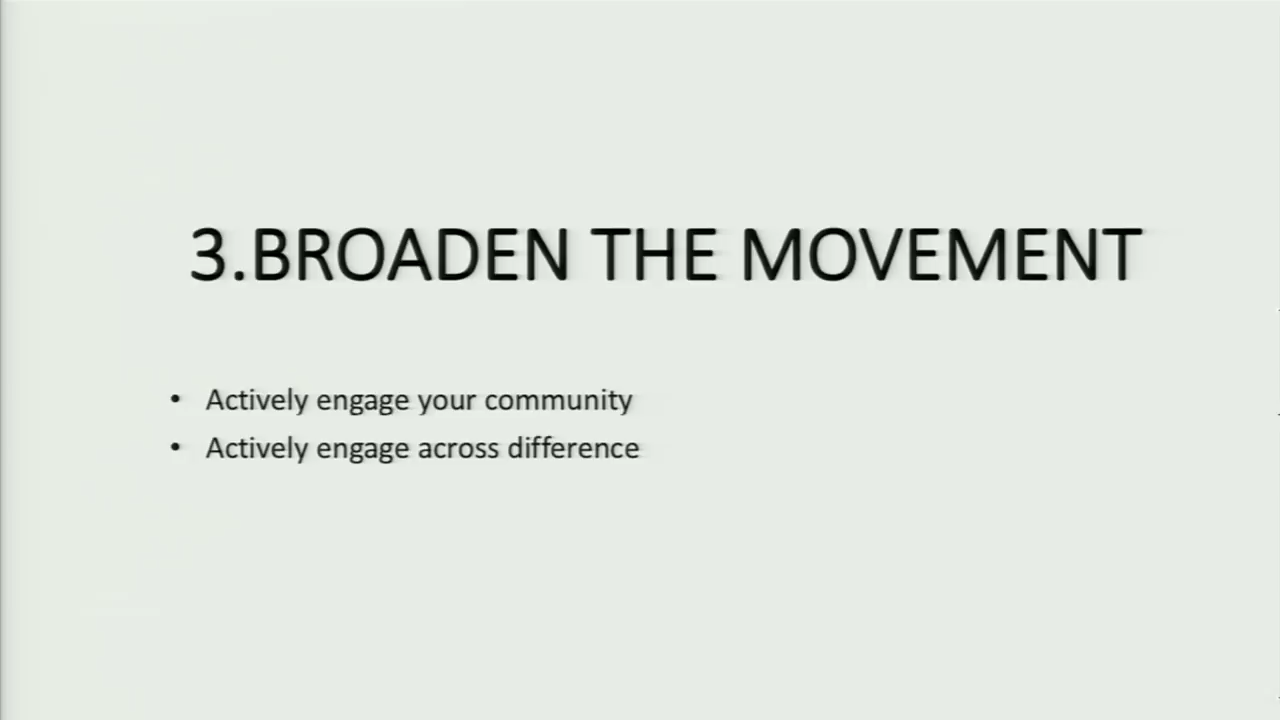 3.BROADEN THE MOVEMENT
• Actively engage your community
• Actively engage across difference